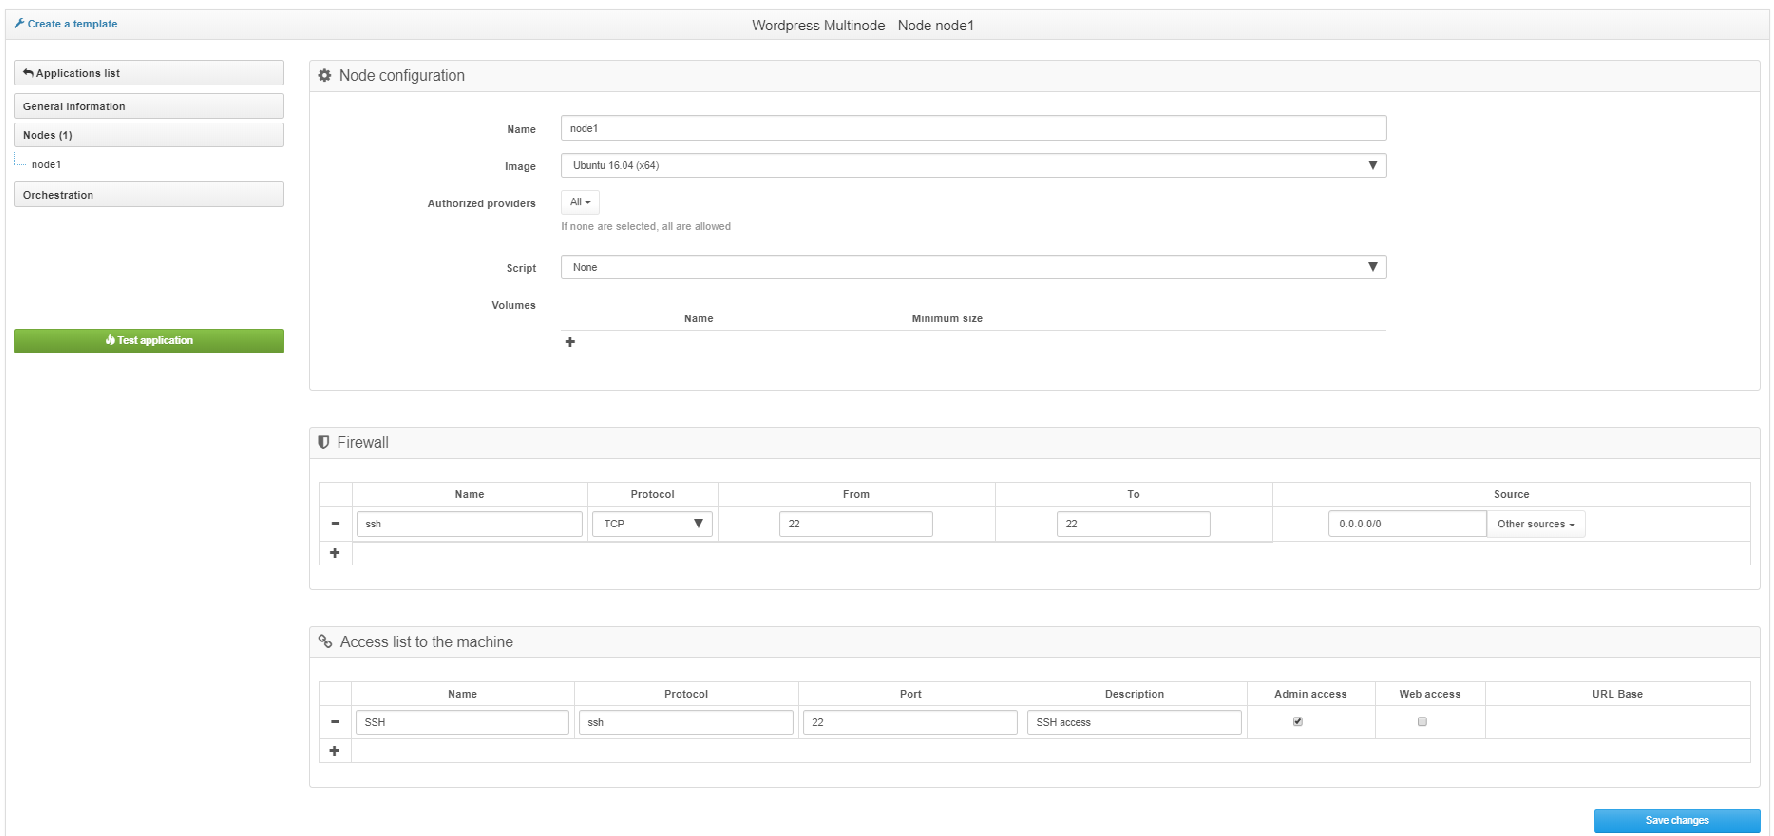 Create a template
Wordpress Multinode Node node1
Applications list
General Information
Nodes (1)
node1
Orchestration
Test application
Node configuration
Name node1
Image Ubuntu 16.04 (x64)
Authorized providers All
If none are selected, all are allowed
Script None
Volumes
Name Minimum size
Firewall
Name Protocol From To Source
ssh TCP 22 22 0.0.0.0/0 Other sources
Access list to the machine
Name Protocol Port Description Admin access Web access URL Base
SSH ssh 22 SSH access
Save changes